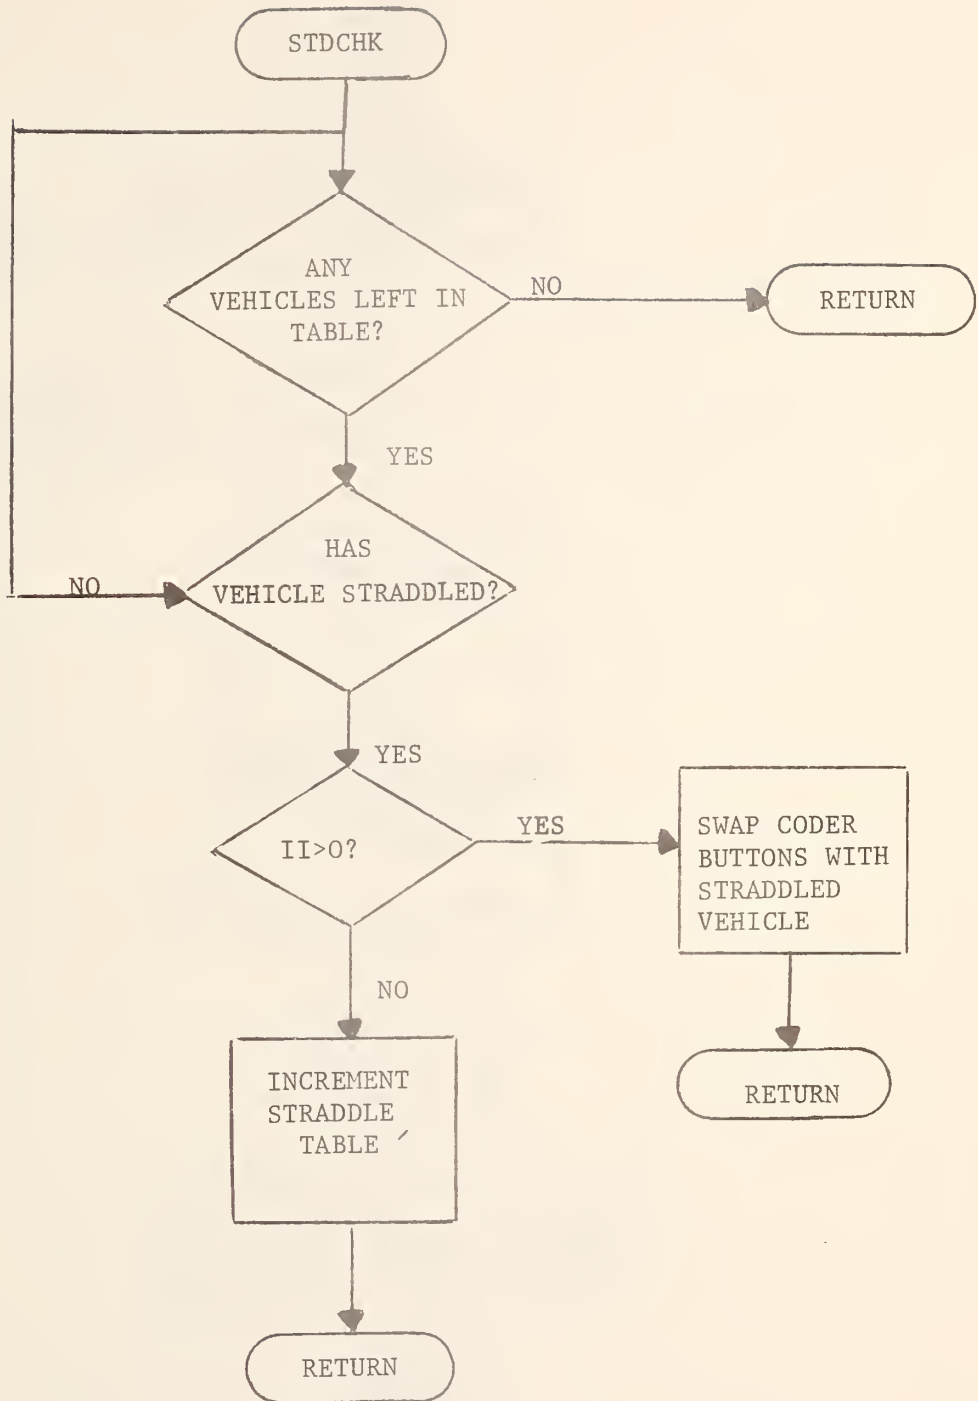 STDCHK
ANY
VEHICLES LEFT IN
TABLE?
NO
RETURN
YES
HAS
VEHICLE STRADDLED?
NO
YES
II>0?
YES
SWAP CODER
BUTTONS WITH
STRADDLED
VEHICLE
NO
RETURN
INCREMENT
STRADDLE
TABLE
RETURN